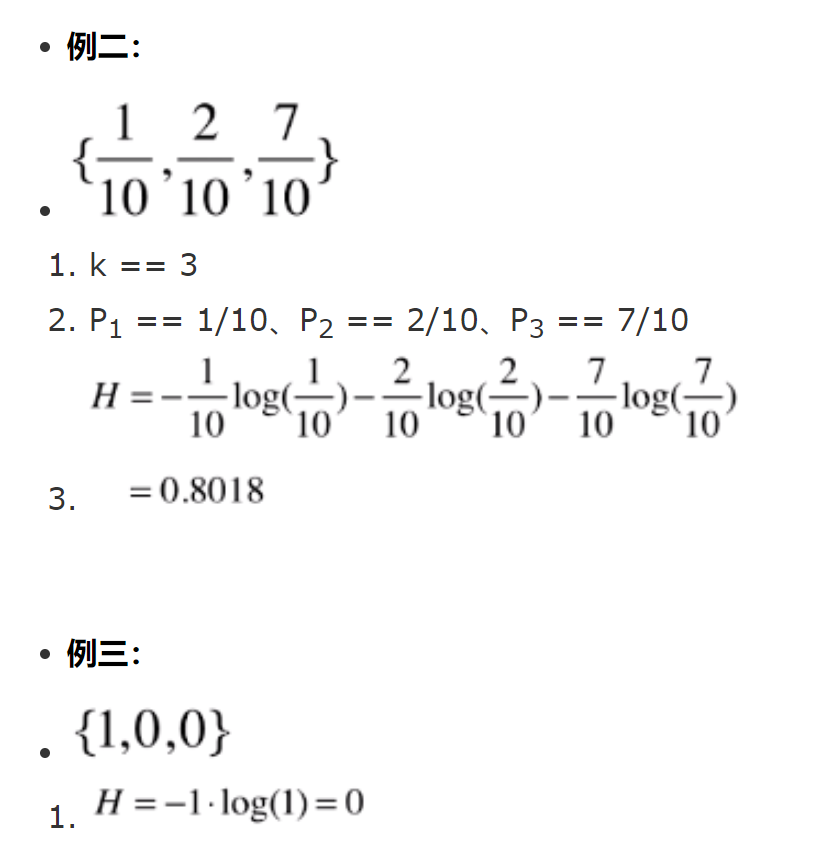 例二：
{1/10, 2/10, 7/10}
1. k == 3
2. P₁ == 1/10、P₂ == 2/10、P₃ == 7/10
H = −1/10 log(1/10) − 2/10 log(2/10) − 7/10 log(7/10)
3. = 0.8018
例三：
{1,0,0}
1. H = −1·log(1) = 0